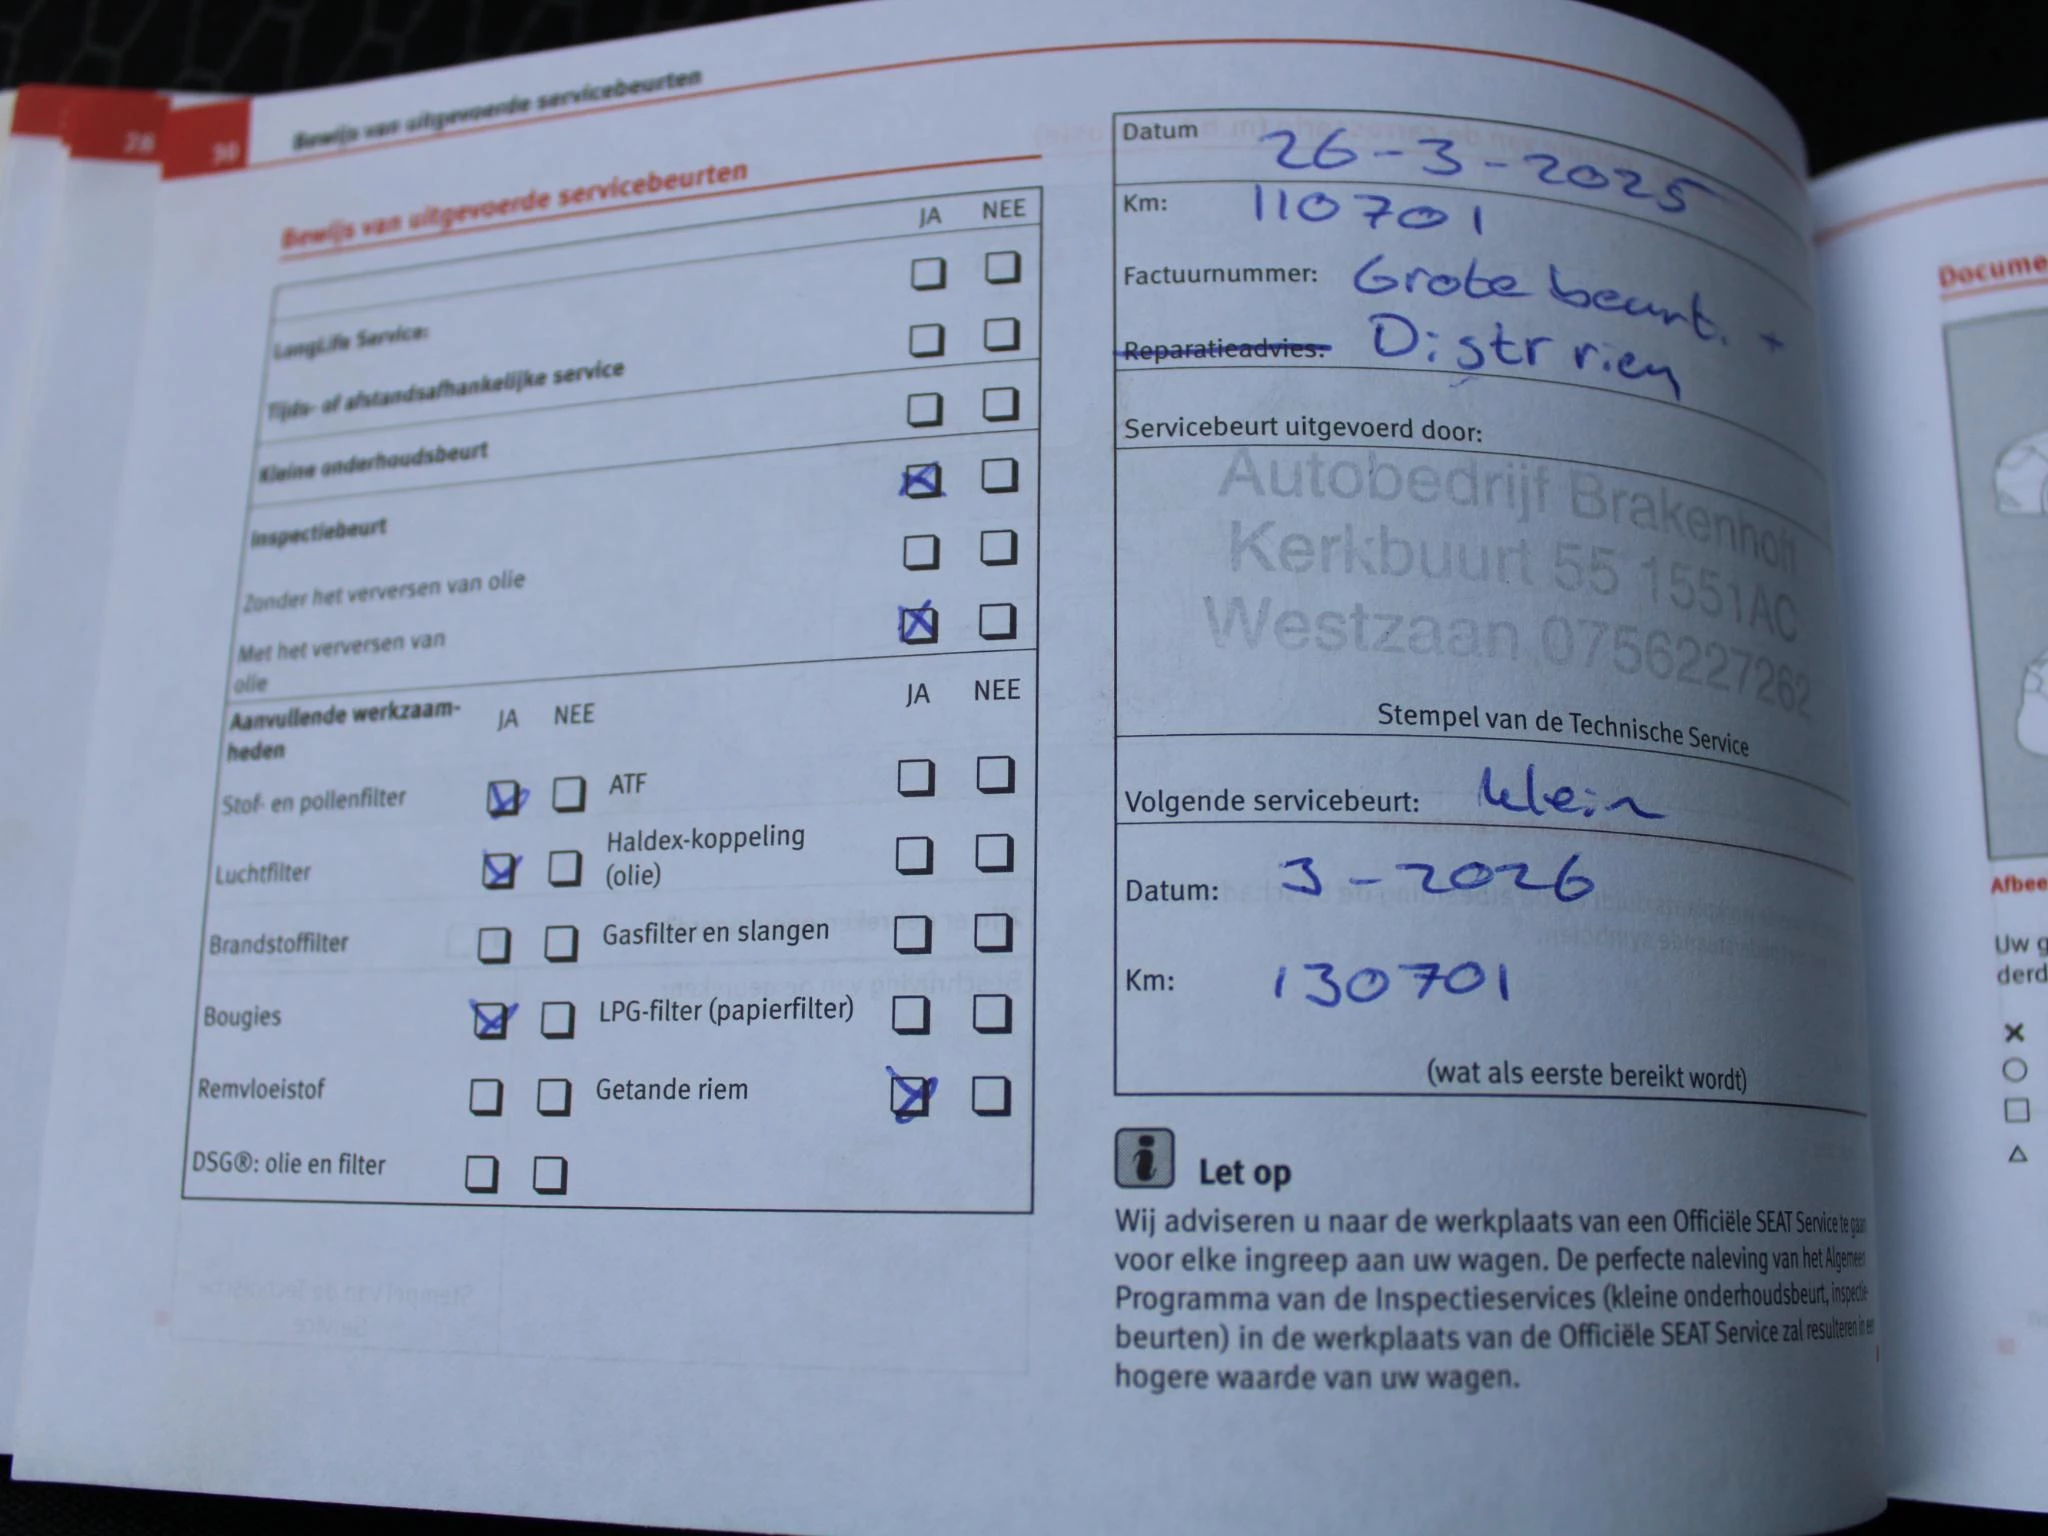 28
30
Bewijs van uitgevoerde servicebeurten
Bewijs van uitgevoerde servicebeurten
JA NEE
LongLife Service:
Tijds- of afstandsafhankelijke service
Kleine onderhoudsbeurt
Inspectiebeurt
Zonder het verversen van olie
Met het verversen van
olie
Aanvullende werkzaam-
heden
JA NEE
JA NEE
Stof- en pollenfilter
ATF
Luchtfilter
Haldex-koppeling
(olie)
Brandstoffilter
Gasfilter en slangen
Bougies
LPG-filter (papierfilter)
Remvloeistof
Getande riem
DSG®: olie en filter
Datum 26-3-2025
Km: 110701
Factuurnummer: Grote beurt. +
Reparatieadvies: Distr riem
Servicebeurt uitgevoerd door:
Autobedrijf Brakenhoff
Kerkbuurt 55 1551AC
Westzaan 0756227262
Stempel van de Technische Service
Volgende servicebeurt: klein
Datum: 3-2026
Km: 130701
(wat als eerste bereikt wordt)
Let op
Wij adviseren u naar de werkplaats van een Officiële SEAT Service te gaan
voor elke ingreep aan uw wagen. De perfecte naleving van het Algemeen
Programma van de Inspectieservices (kleine onderhoudsbeurt, inspectie-
beurten) in de werkplaats van de Officiële SEAT Service zal resulteren in een
hogere waarde van uw wagen.
Docume
Afbee
Uw g
derd